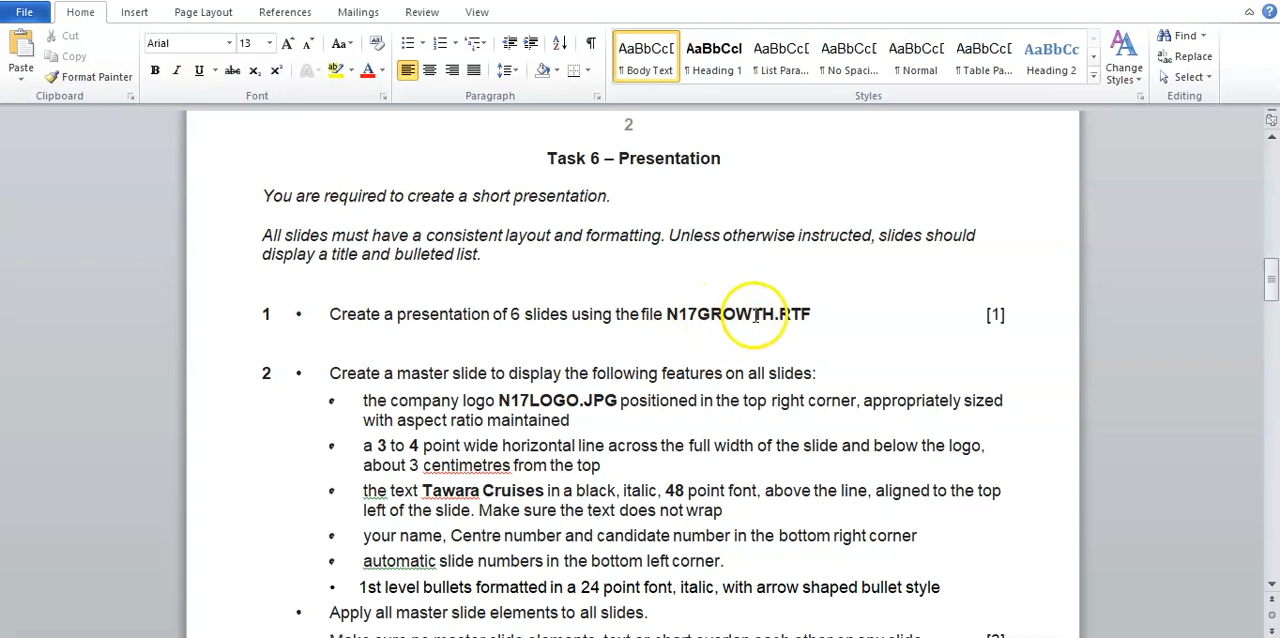 File Home Insert Page Layout References Mailings Review View
Cut
Copy
Paste
Format Painter
Clipboard
Arial 13
Font
Paragraph
AaBbCc[ AaBbCcI AaBbCc[ AaBbCc[ AaBbCc[ AaBbCc[ AaBbCc
¶ Body Text ¶ Heading 1 ¶ List Para... ¶ No Spaci... ¶ Normal ¶ Table Pa... Heading 2
Styles
Change
Styles
Find
Replace
Select
Editing
2
Task 6 – Presentation
You are required to create a short presentation.
All slides must have a consistent layout and formatting. Unless otherwise instructed, slides should
display a title and bulleted list.
1 • Create a presentation of 6 slides using the file N17GROWTH.RTF [1]
2 • Create a master slide to display the following features on all slides:
• the company logo N17LOGO.JPG positioned in the top right corner, appropriately sized
with aspect ratio maintained
• a 3 to 4 point wide horizontal line across the full width of the slide and below the logo,
about 3 centimetres from the top
• the text Tawara Cruises in a black, italic, 48 point font, above the line, aligned to the top
left of the slide. Make sure the text does not wrap
• your name, Centre number and candidate number in the bottom right corner
• automatic slide numbers in the bottom left corner.
• 1st level bullets formatted in a 24 point font, italic, with arrow shaped bullet style
• Apply all master slide elements to all slides.